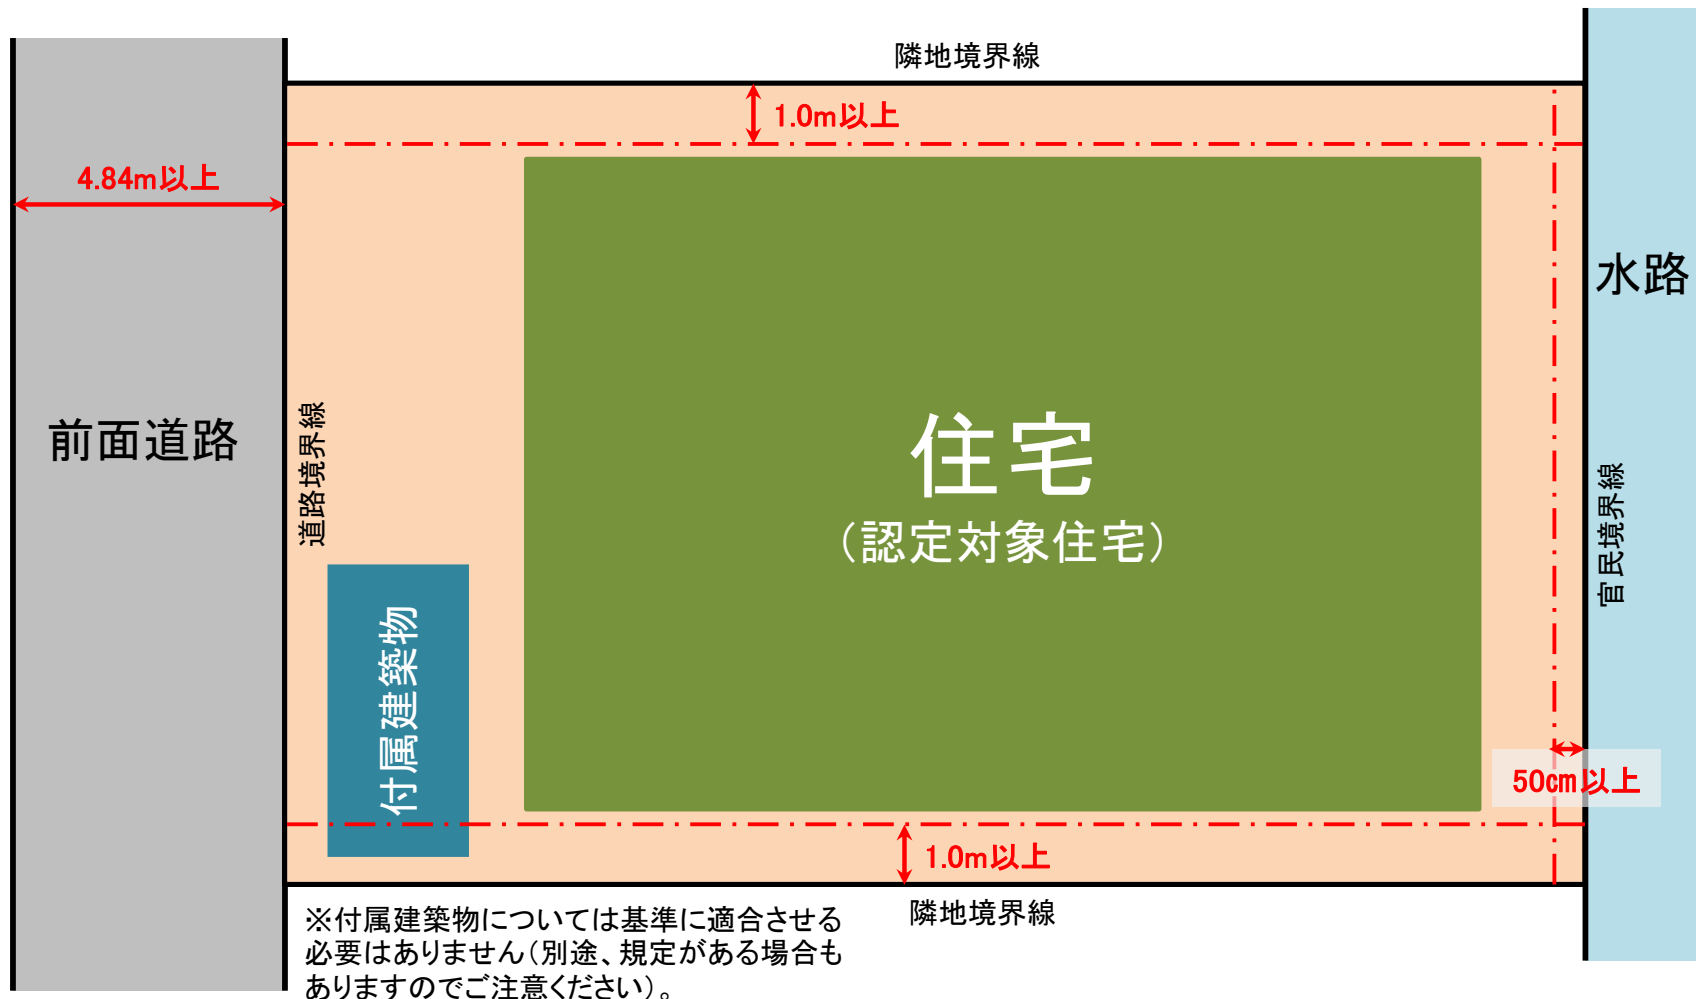 隣地境界線
1.0m以上
4.84m以上
水路
前面道路
道路境界線
住宅
（認定対象住宅）
官民境界線
付属建築物
50㎝以上
1.0m以上
隣地境界線
※付属建築物については基準に適合させる
必要はありません（別途、規定がある場合も
ありますのでご注意ください）。